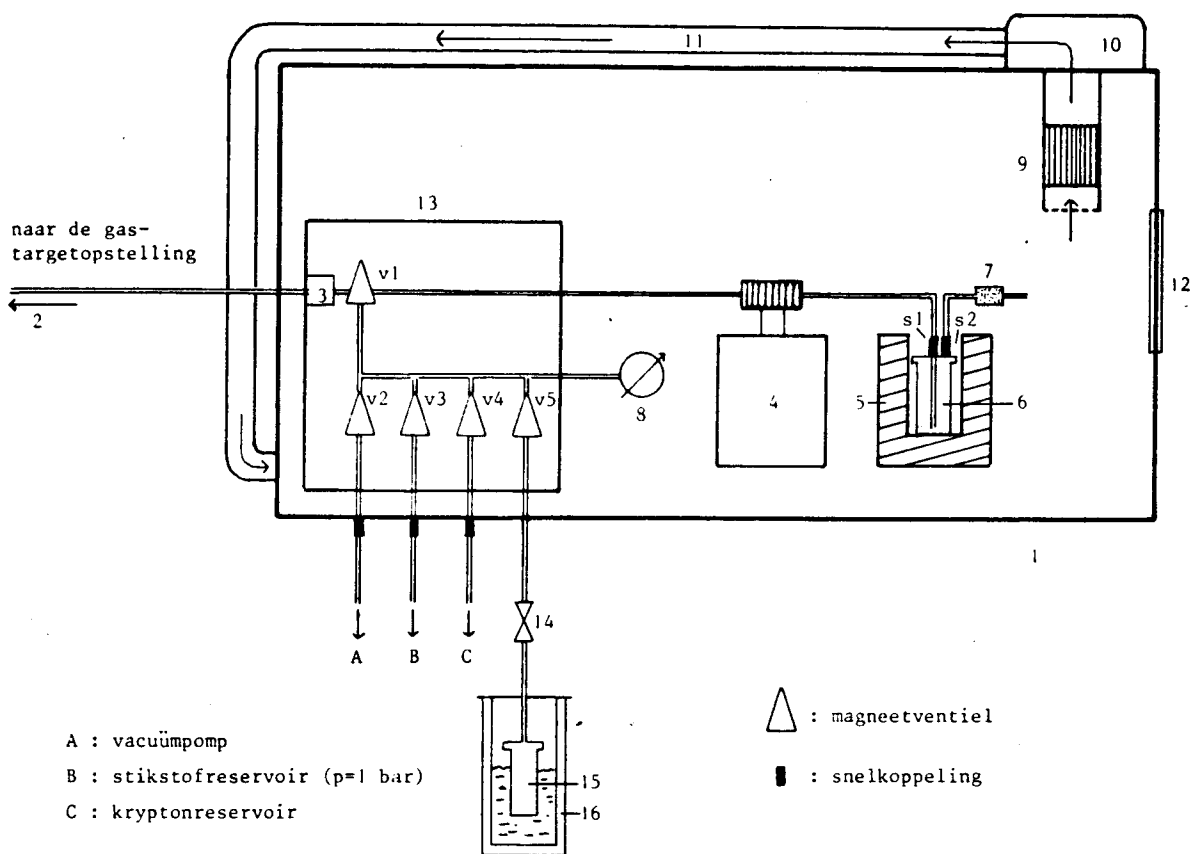 11
10
9
13
naar de gas-
targetopstelling
v1
7
12
3
2
s1
s2
v2
v3
v4
v5
8
4
5
6
1
14
A
B
C
A : vacuümpomp
B : stikstofreservoir (p=1 bar)
C : kryptonreservoir
15
16
: magneetventiel
: snelkoppeling